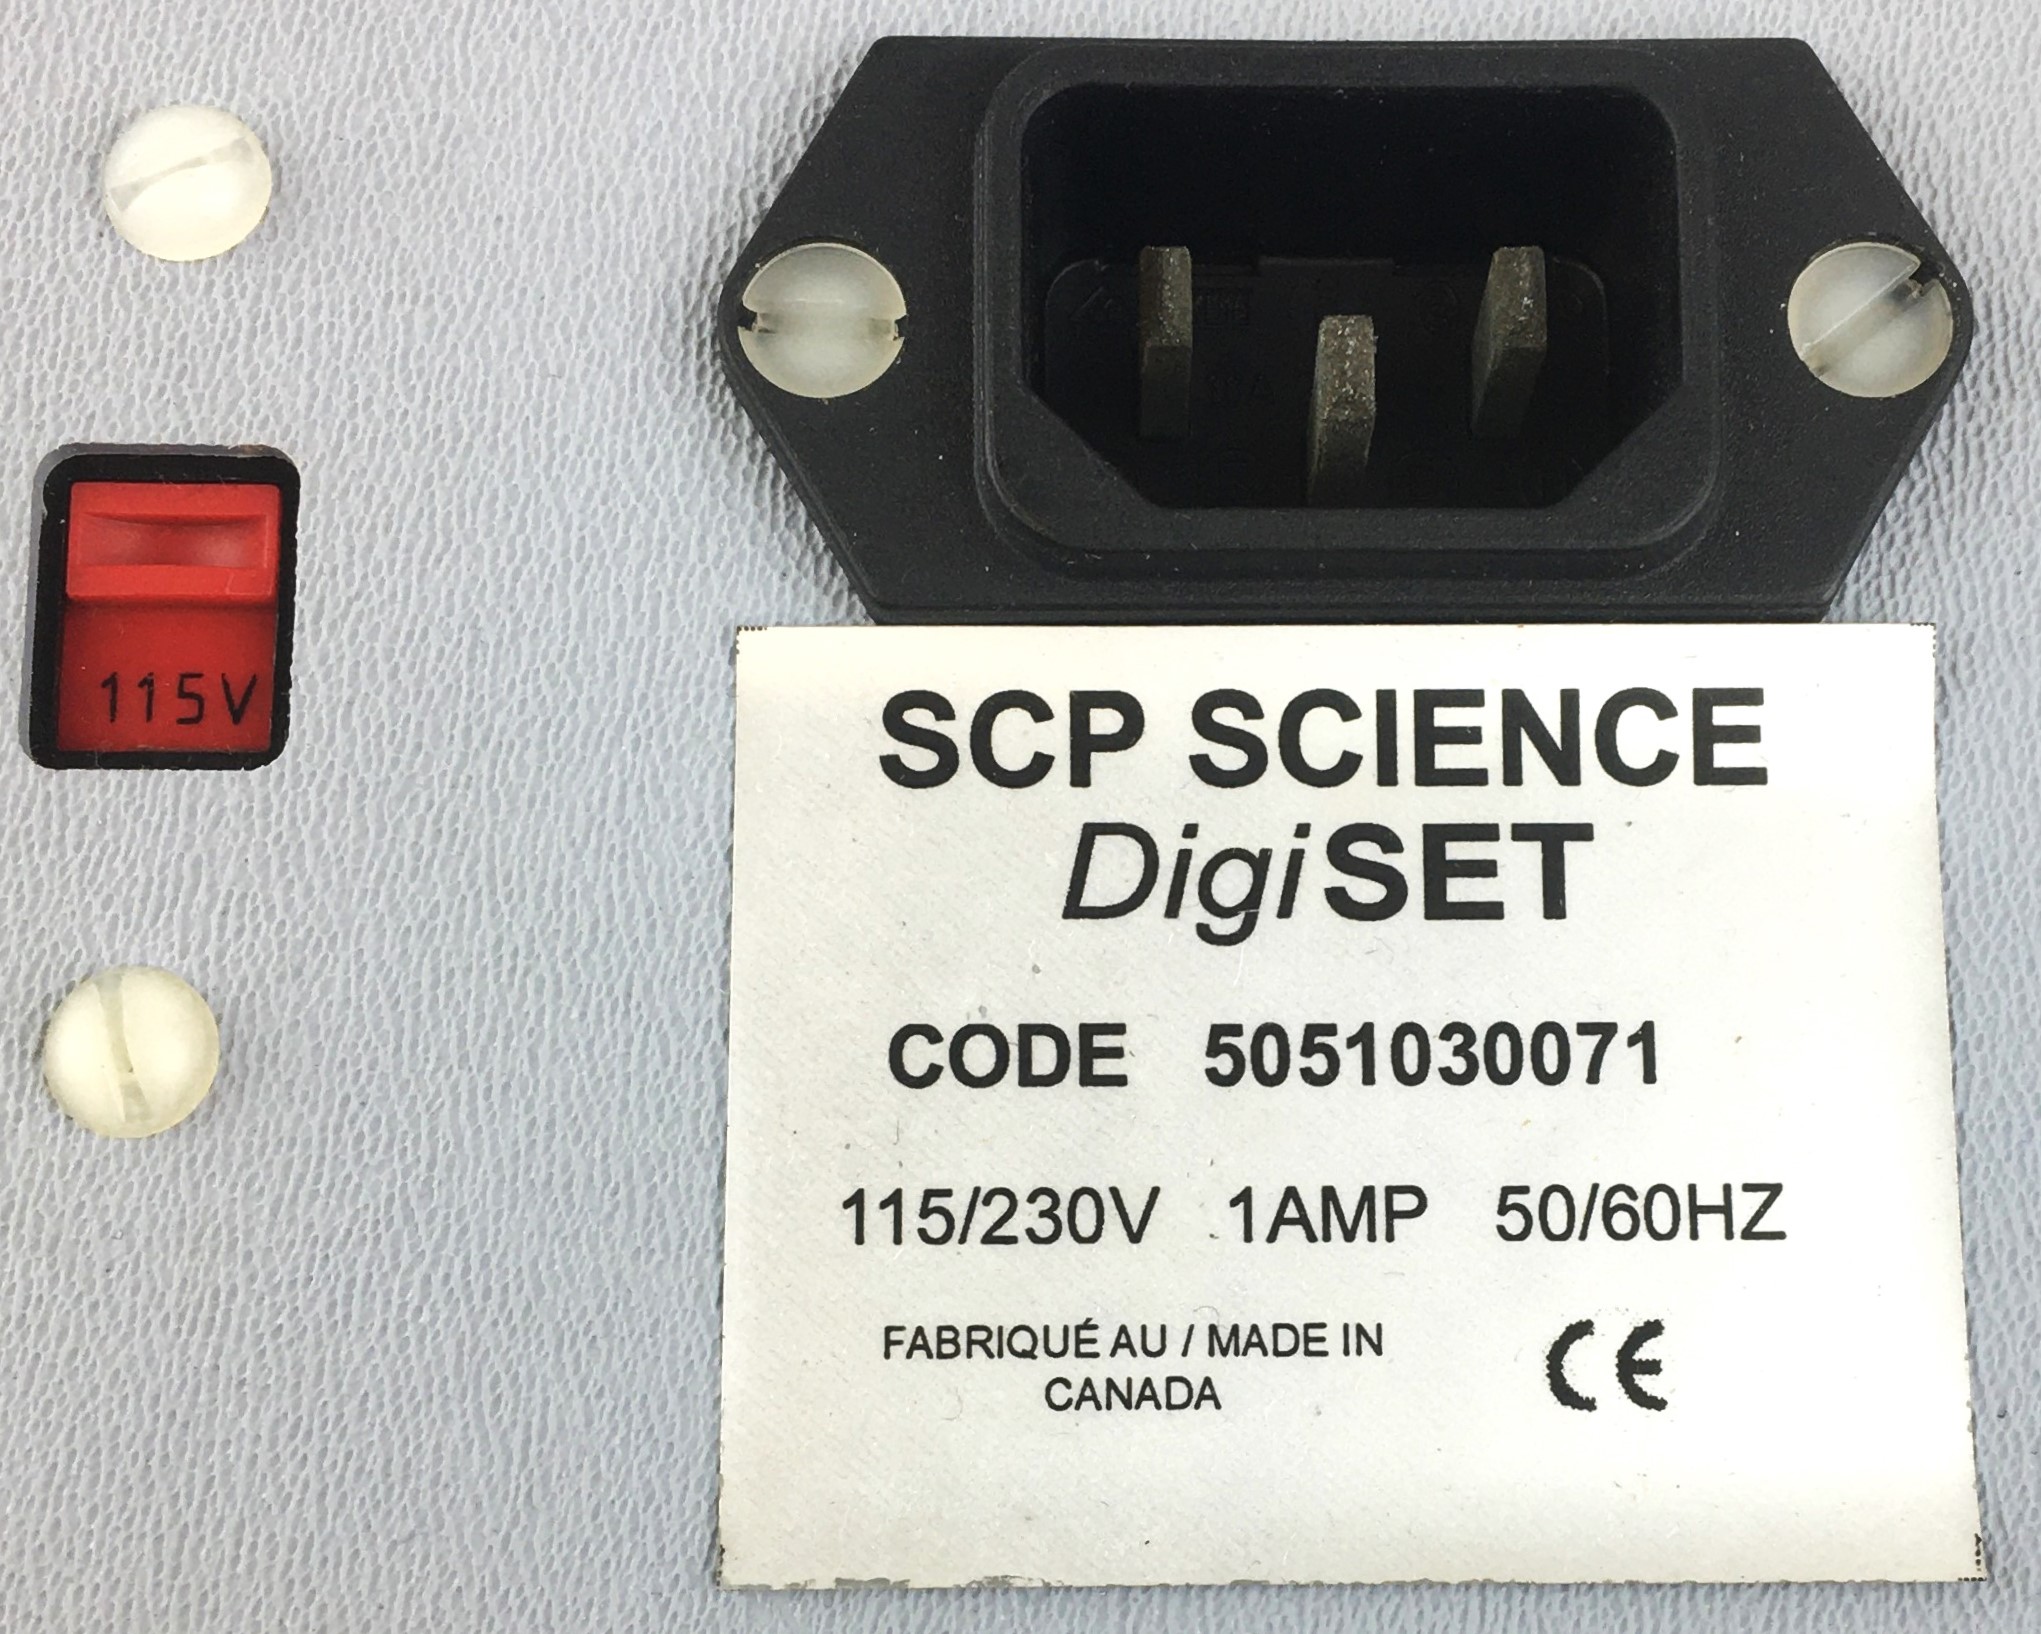 115V
SCP SCIENCE
DigiSET
CODE 5051030071
115/230V 1AMP 50/60HZ
FABRIQUÉ AU / MADE IN
CANADA
CE